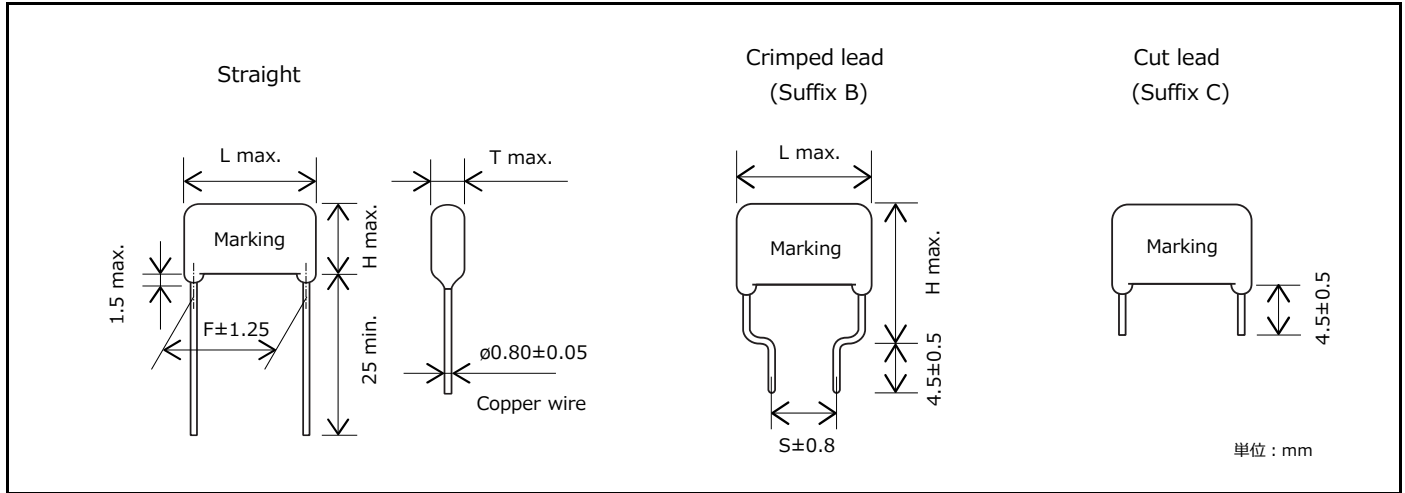 Straight
L max.
T max.
Marking
H max.
1.5 max.
F±1.25
25 min.
ø0.80±0.05
Copper wire
Crimped lead
(Suffix B)
L max.
Marking
H max.
4.5±0.5
S±0.8
Cut lead
(Suffix C)
Marking
4.5±0.5
単位：mm